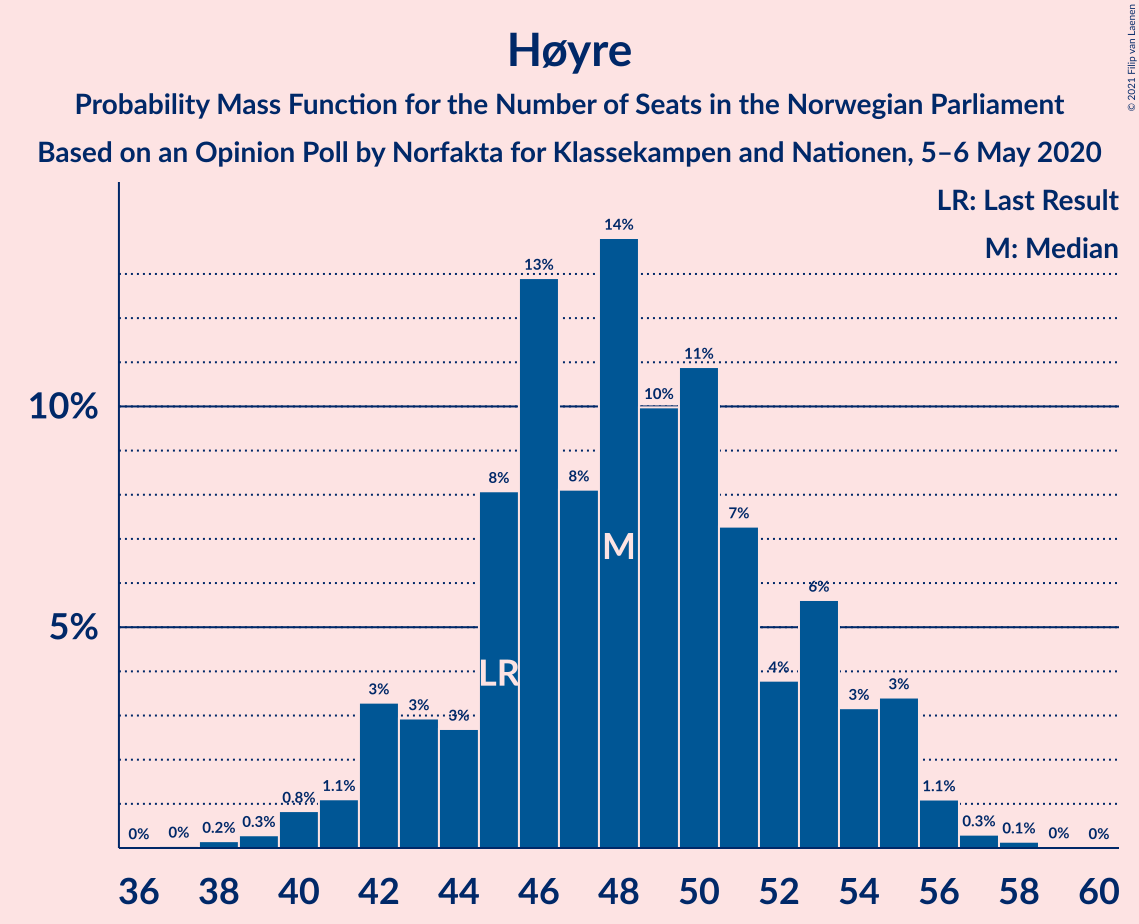 © 2021 Filip van Laenen
Høyre
Probability Mass Function for the Number of Seats in the Norwegian Parliament
Based on an Opinion Poll by Norfakta for Klassekampen and Nationen, 5–6 May 2020
LR: Last Result
M: Median
10%
5%
0% 0% 0.2% 0.3% 0.8% 1.1% 3% 3% 3% 8% 13% 8% 14% 10% 11% 7% 4% 6% 3% 3% 1.1% 0.3% 0.1% 0% 0%
LR M
36 38 40 42 44 46 48 50 52 54 56 58 60